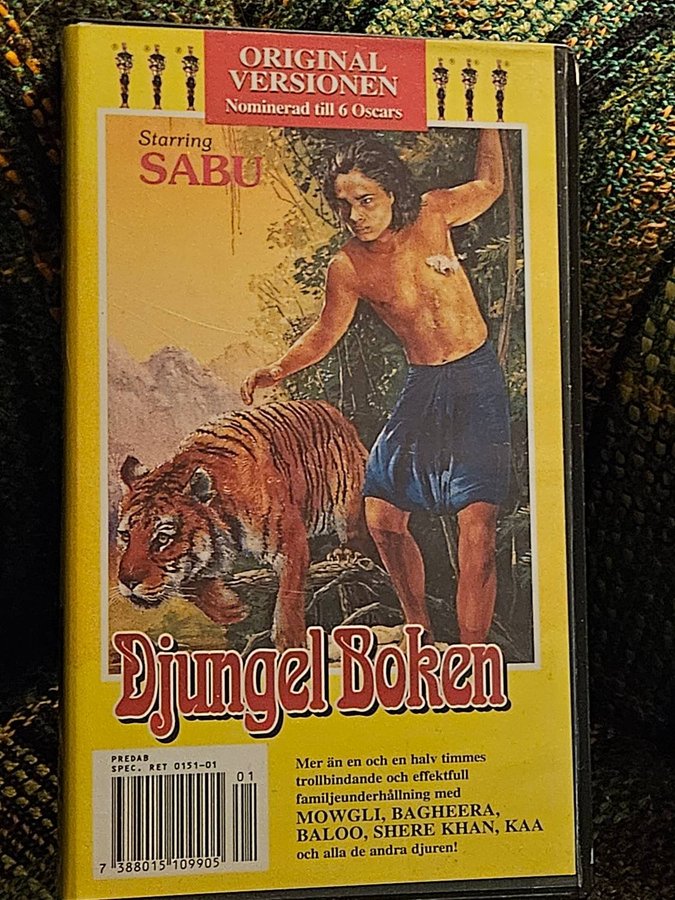 ORIGINAL
VERSIONEN
Nominerad till 6 Oscars
Starring
SABU
Djungel Boken
PREDAB
SPEC. RET 0151-01
01
7 388015 109905
Mer än en och en halv timmes
trollbindande och effektfull
familjeunderhållning med
MOWGLI, BAGHEERA,
BALOO, SHERE KHAN, KAA
och alla de andra djuren!